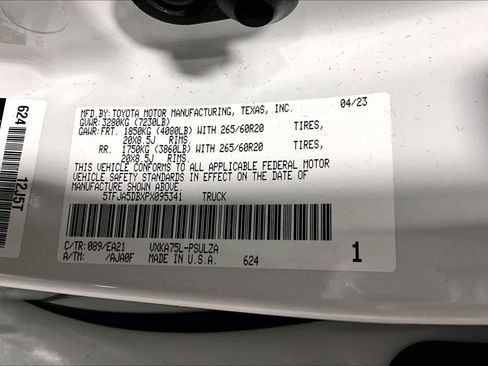 MFD.BY: TOYOTA MOTOR MANUFACTURING, TEXAS, INC. 04/23
GVWR: 3280KG (7230LB)
GAWR: FRT. 1850KG (4080LB) WITH 265/60R20 TIRES,
20X8.5J RIMS.
RR. 1750KG (3860LB) WITH 265/60R20 TIRES,
20X8.5J RIMS.
THIS VEHICLE CONFORMS TO ALL APPLICABLE FEDERAL MOTOR
VEHICLE SAFETY STANDARDS IN EFFECT ON THE DATE OF
MANUFACTURE SHOWN ABOVE.
5TFJA5DBXPX095341 TRUCK
C/TR: 089/EA21 VXKA75L-PSULZA
A/TM: /AJA0F MADE IN U.S.A. 624 1
624 12J5T